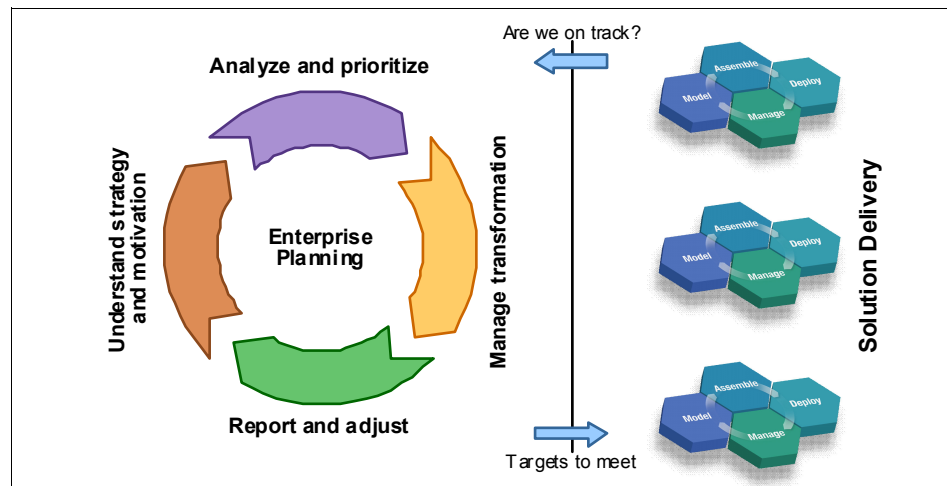 Analyze and prioritize
Understand strategy
and motivation
Enterprise
Planning
Manage transformation
Report and adjust
Are we on track?
Targets to meet
Assemble
Deploy
Model
Manage
Assemble
Deploy
Model
Manage
Assemble
Deploy
Model
Manage
Solution Delivery